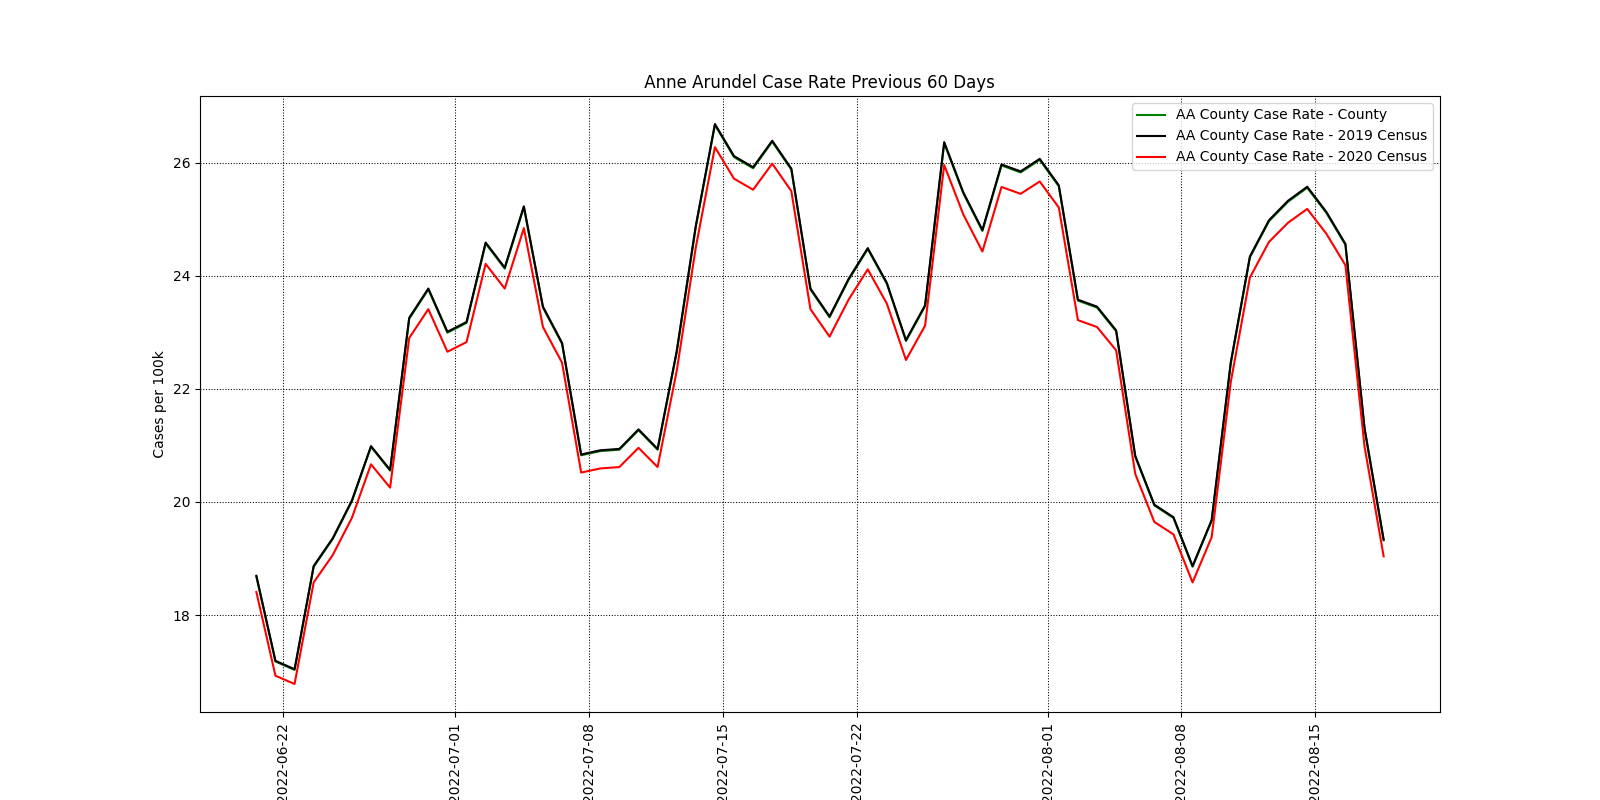 Anne Arundel Case Rate Previous 60 Days
AA County Case Rate - County
AA County Case Rate - 2019 Census
AA County Case Rate - 2020 Census
Cases per 100k
26
24
22
20
18
2022-06-22
2022-07-01
2022-07-08
2022-07-15
2022-07-22
2022-08-01
2022-08-08
2022-08-15